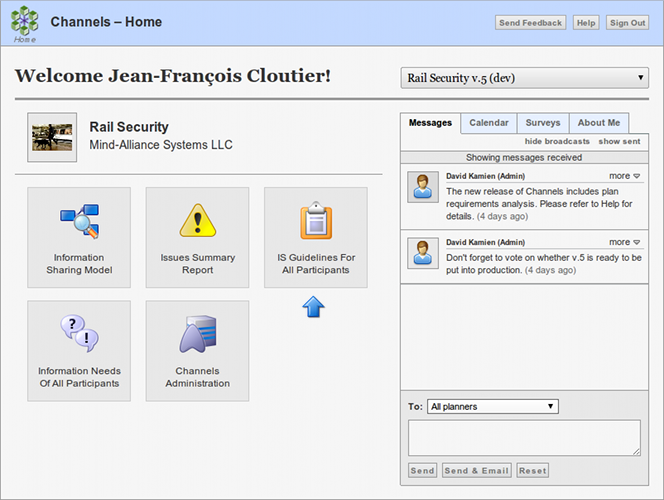 Home
Channels – Home
Send Feedback
Help
Sign Out
Welcome Jean-François Cloutier!
Rail Security v.5 (dev)
Rail Security
Mind-Alliance Systems LLC
Information
Sharing Model
Issues Summary
Report
IS Guidelines For
All Participants
?
!
Information Needs
Of All Participants
Channels
Administration
Messages
Calendar
Surveys
About Me
hide broadcasts
show sent
Showing messages received
David Kamien (Admin)
more
The new release of Channels includes plan
requirements analysis. Please refer to Help for
details. (4 days ago)
David Kamien (Admin)
more
Don't forget to vote on whether v.5 is ready to be
put into production. (4 days ago)
To:
All planners
Send
Send & Email
Reset